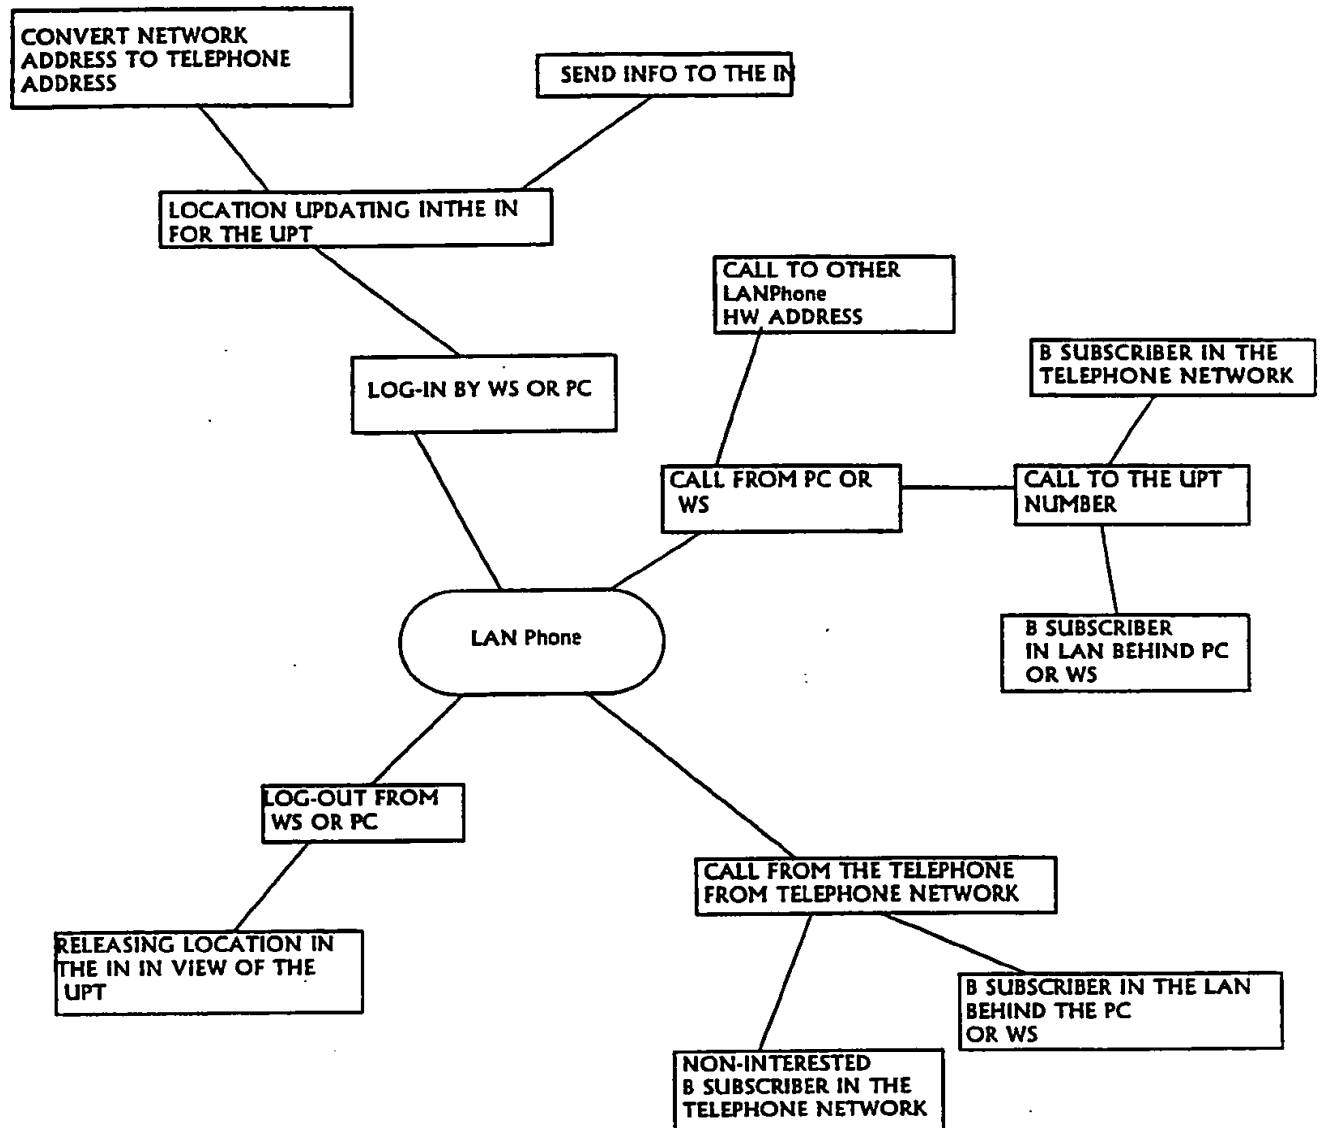 CONVERT NETWORK
ADDRESS TO TELEPHONE
ADDRESS
SEND INFO TO THE IN
LOCATION UPDATING INTHE IN
FOR THE UPT
CALL TO OTHER
LANPhone
HW ADDRESS
B SUBSCRIBER IN THE
TELEPHONE NETWORK
LOG-IN BY WS OR PC
CALL FROM PC OR
WS
CALL TO THE UPT
NUMBER
LAN Phone
B SUBSCRIBER
IN LAN BEHIND PC
OR WS
LOG-OUT FROM
WS OR PC
CALL FROM THE TELEPHONE
FROM TELEPHONE NETWORK
RELEASING LOCATION IN
THE IN IN VIEW OF THE
UPT
B SUBSCRIBER IN THE LAN
BEHIND THE PC
OR WS
NON-INTERESTED
B SUBSCRIBER IN THE
TELEPHONE NETWORK